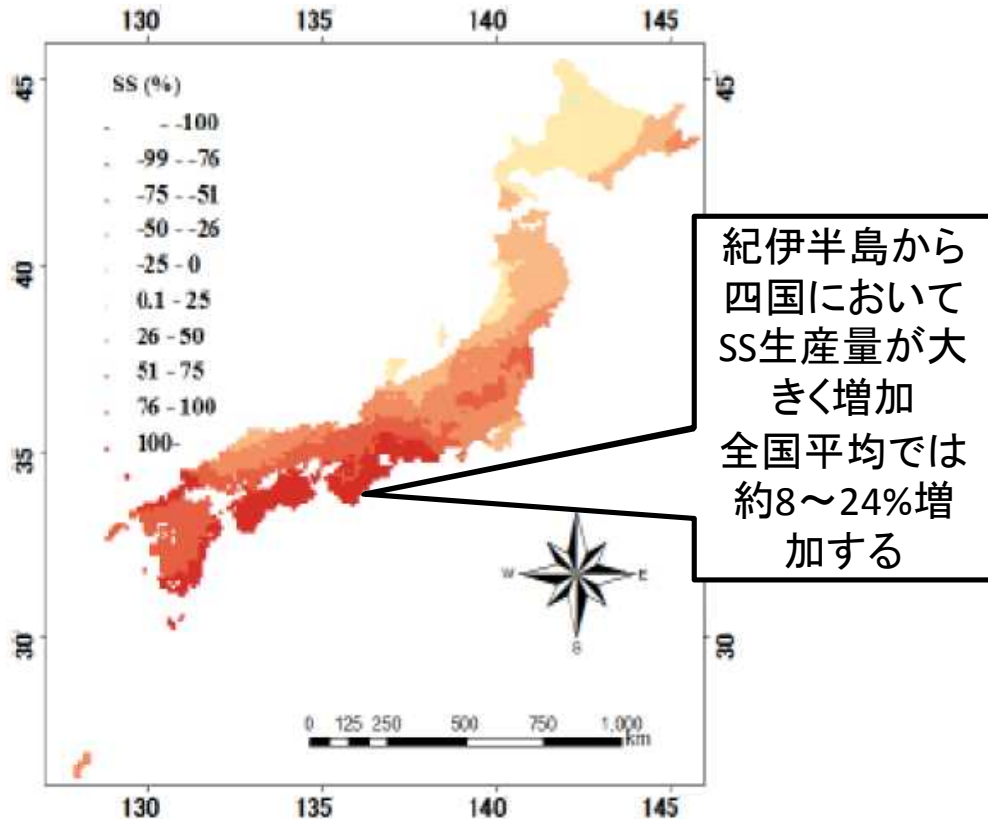 130 135 140 145
45 45
SS (%)
- -100
-99 - -76
-75 - -51
-50 - -26
-25 - 0
0.1 - 25
26 - 50
51 - 75
76 - 100
100-
40
35
30 30
紀伊半島から
四国において
SS生産量が大
きく増加
全国平均では
約8～24%増
加する
W E
S
0 125 250 500 750 1,000
km
130 135 140 145